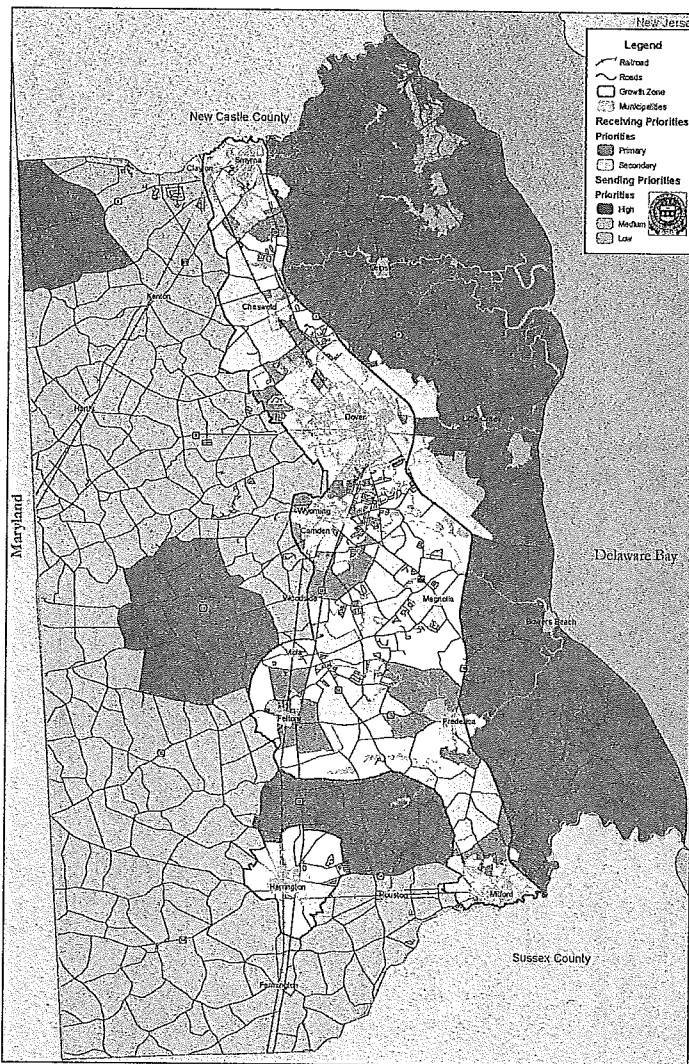 New Jerse
Legend
Railroad
Roads
Growth Zone
Municipalities
Receiving Priorities
Priorities
Primary
Secondary
Sending Priorities
Priorities
High
Medium
Low
New Castle County
Clayton
Smyrna
Kenton
Cheswold
Hartly
Dover
Wyoming
Camden
Maryland
Delaware Bay
Woodside
Magnolia
Bowers Beach
Felton
Frederica
Harrington
Houston
Milford
Sussex County
Farmington